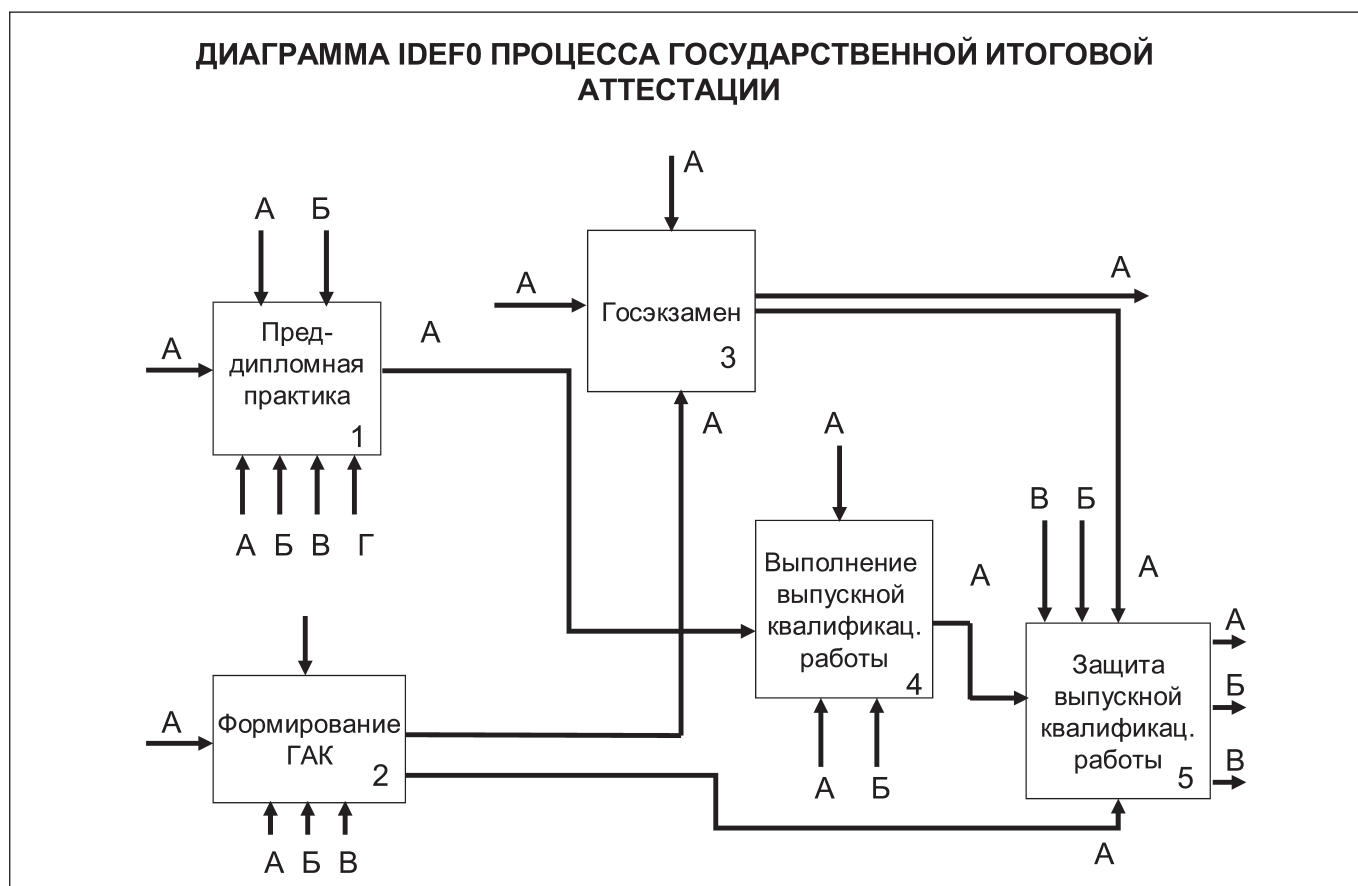 ДИАГРАММА IDEF0 ПРОЦЕССА ГОСУДАРСТВЕННОЙ ИТОГОВОЙ
АТТЕСТАЦИИ
А Б
А
Пред-
дипломная
практика
1
А
А Б В Г
А
А
Госэкзамен
3
А
А
А
Формирование
ГАК
2
А Б В
А
Выполнение
выпускной
квалификац.
работы
4
А
А Б
В Б
А
Защита
выпускной
квалификац.
работы
5
А
Б
В
А